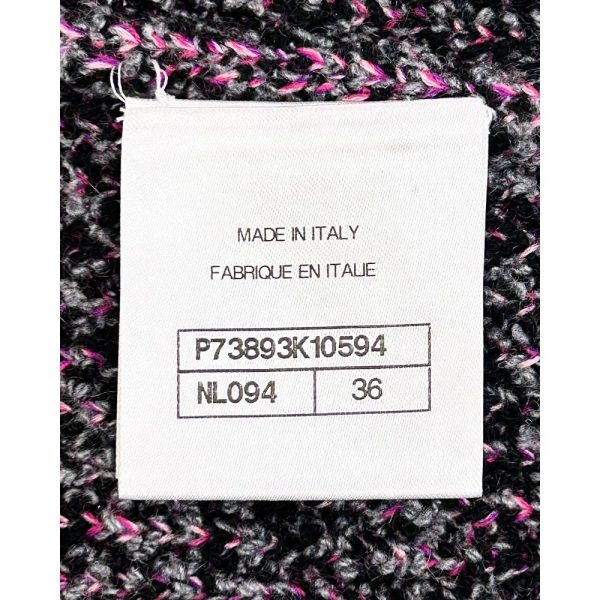 MADE IN ITALY
FABRIQUE EN ITALIE
P73893K10594
NL094 36